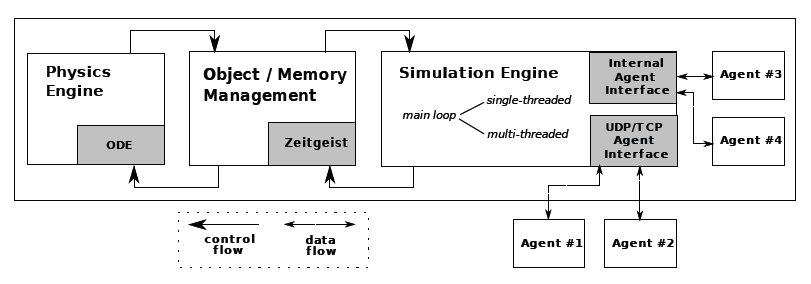 Physics
Engine
ODE
Object / Memory
Management
Zeitgeist
Simulation Engine
main loop
single-threaded
multi-threaded
Internal
Agent
Interface
UDP/TCP
Agent
Interface
Agent #3
Agent #4
Agent #1
Agent #2
control
flow
data
flow